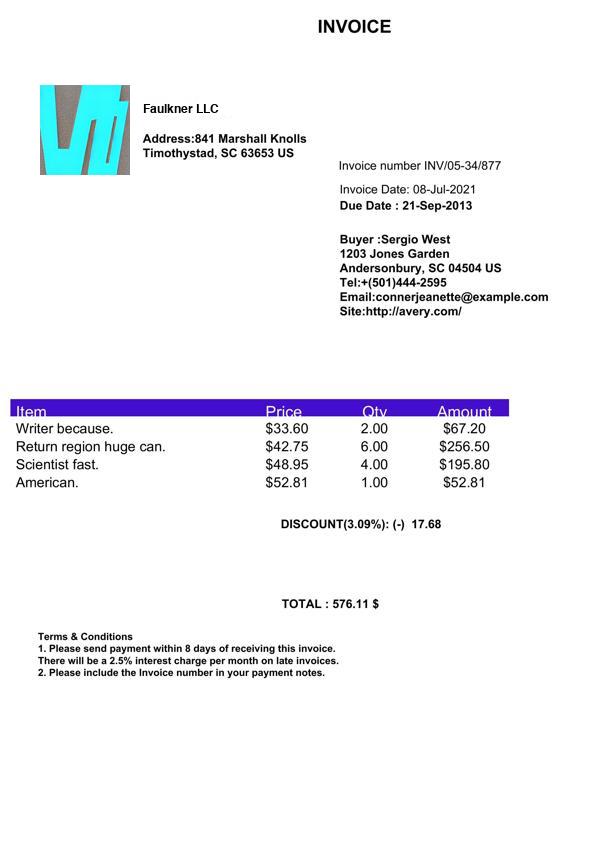 INVOICE
Faulkner LLC
Address:841 Marshall Knolls
Timothystad, SC 63653 US
Invoice number INV/05-34/877
Invoice Date: 08-Jul-2021
Due Date : 21-Sep-2013
Buyer :Sergio West
1203 Jones Garden
Andersonbury, SC 04504 US
Tel:+(501)444-2595
Email:connerjeanette@example.com
Site:http://avery.com/
Item Price Qty Amount
Writer because. $33.60 2.00 $67.20
Return region huge can. $42.75 6.00 $256.50
Scientist fast. $48.95 4.00 $195.80
American. $52.81 1.00 $52.81
DISCOUNT(3.09%): (-) 17.68
TOTAL : 576.11 $
Terms & Conditions
1. Please send payment within 8 days of receiving this invoice.
There will be a 2.5% interest charge per month on late invoices.
2. Please include the Invoice number in your payment notes.